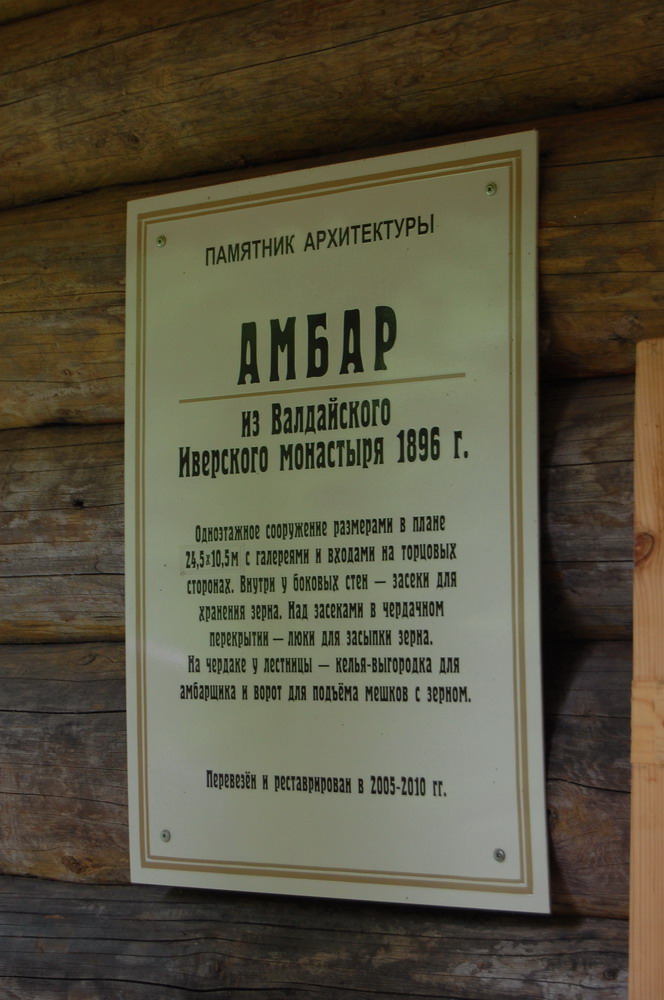 ПАМЯТНИК АРХИТЕКТУРЫ
АМБАР
из Валдайского
Иверского монастыря 1896 г.
Одноэтажное сооружение размерами в плане
24,5х10,5м с галереями и входами на торцовых
сторонах. Внутри у боковых стен — засеки для
хранения зерна. Над засеками в чердачном
перекрытии — люки для засыпки зерна.
На чердаке у лестницы — келья-выгородка для
амбарщика и ворот для подъёма мешков с зерном.
Перевезён и реставрирован в 2005-2010 гг.